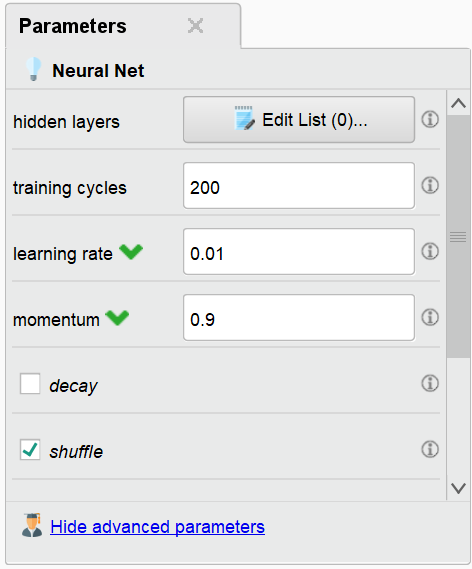 Parameters
Neural Net
hidden layers Edit List (0)...
training cycles 200
learning rate 0.01
momentum 0.9
decay
shuffle
Hide advanced parameters